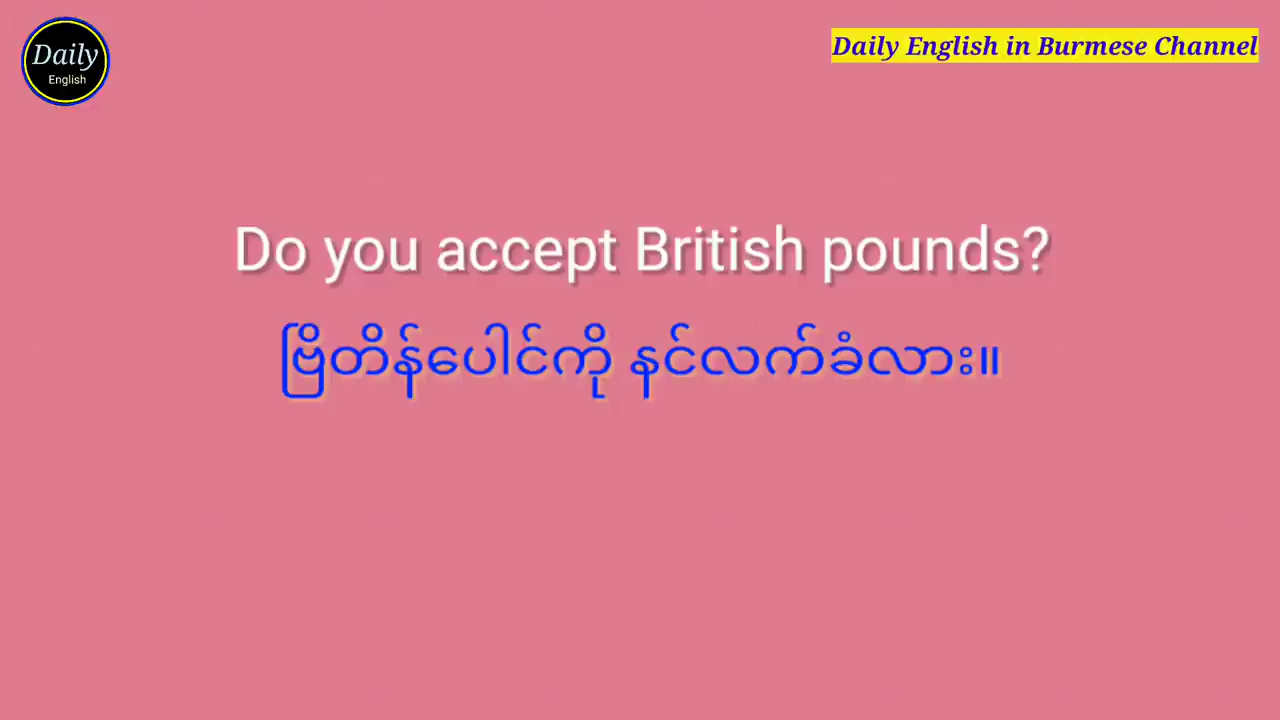 Daily
English
Daily English in Burmese Channel
Do you accept British pounds?
ဗြိတိန်ပေါင်ကို နင်လက်ခံလား။